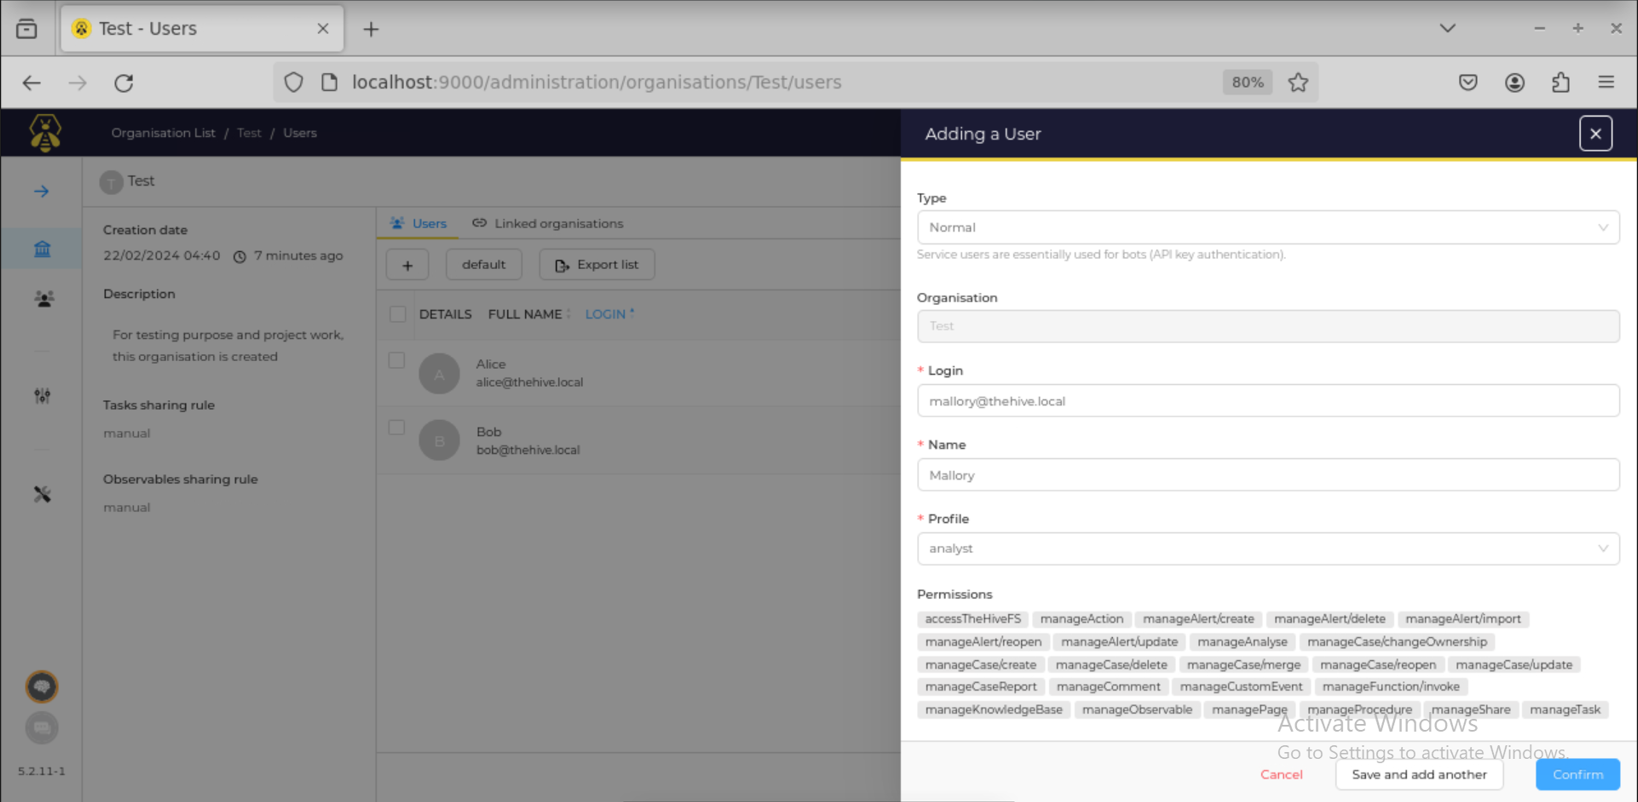 Test - Users
localhost:9000/administration/organisations/Test/users
80%
Organisation List / Test / Users
T Test
Creation date
22/02/2024 04:40 7 minutes ago
Description
For testing purpose and project work,
this organisation is created
Tasks sharing rule
manual
Observables sharing rule
manual
5.2.11-1
Users Linked organisations
+ default Export list
DETAILS FULL NAME LOGIN
A
Alice
alice@thehive.local
B
Bob
bob@thehive.local
Adding a User
Type
Normal
Service users are essentially used for bots (API key authentication).
Organisation
Test
* Login
mallory@thehive.local
* Name
Mallory
* Profile
analyst
Permissions
accessTheHiveFS manageAction manageAlert/create manageAlert/delete manageAlert/import
manageAlert/reopen manageAlert/update manageAnalyse manageCase/changeOwnership
manageCase/create manageCase/delete manageCase/merge manageCase/reopen manageCase/update
manageCaseReport manageComment manageCustomEvent manageFunction/invoke
manageKnowledgeBase manageObservable managePage manageProcedure manageShare manageTask
Activate Windows
Go to Settings to activate Windows.
Cancel Save and add another Confirm